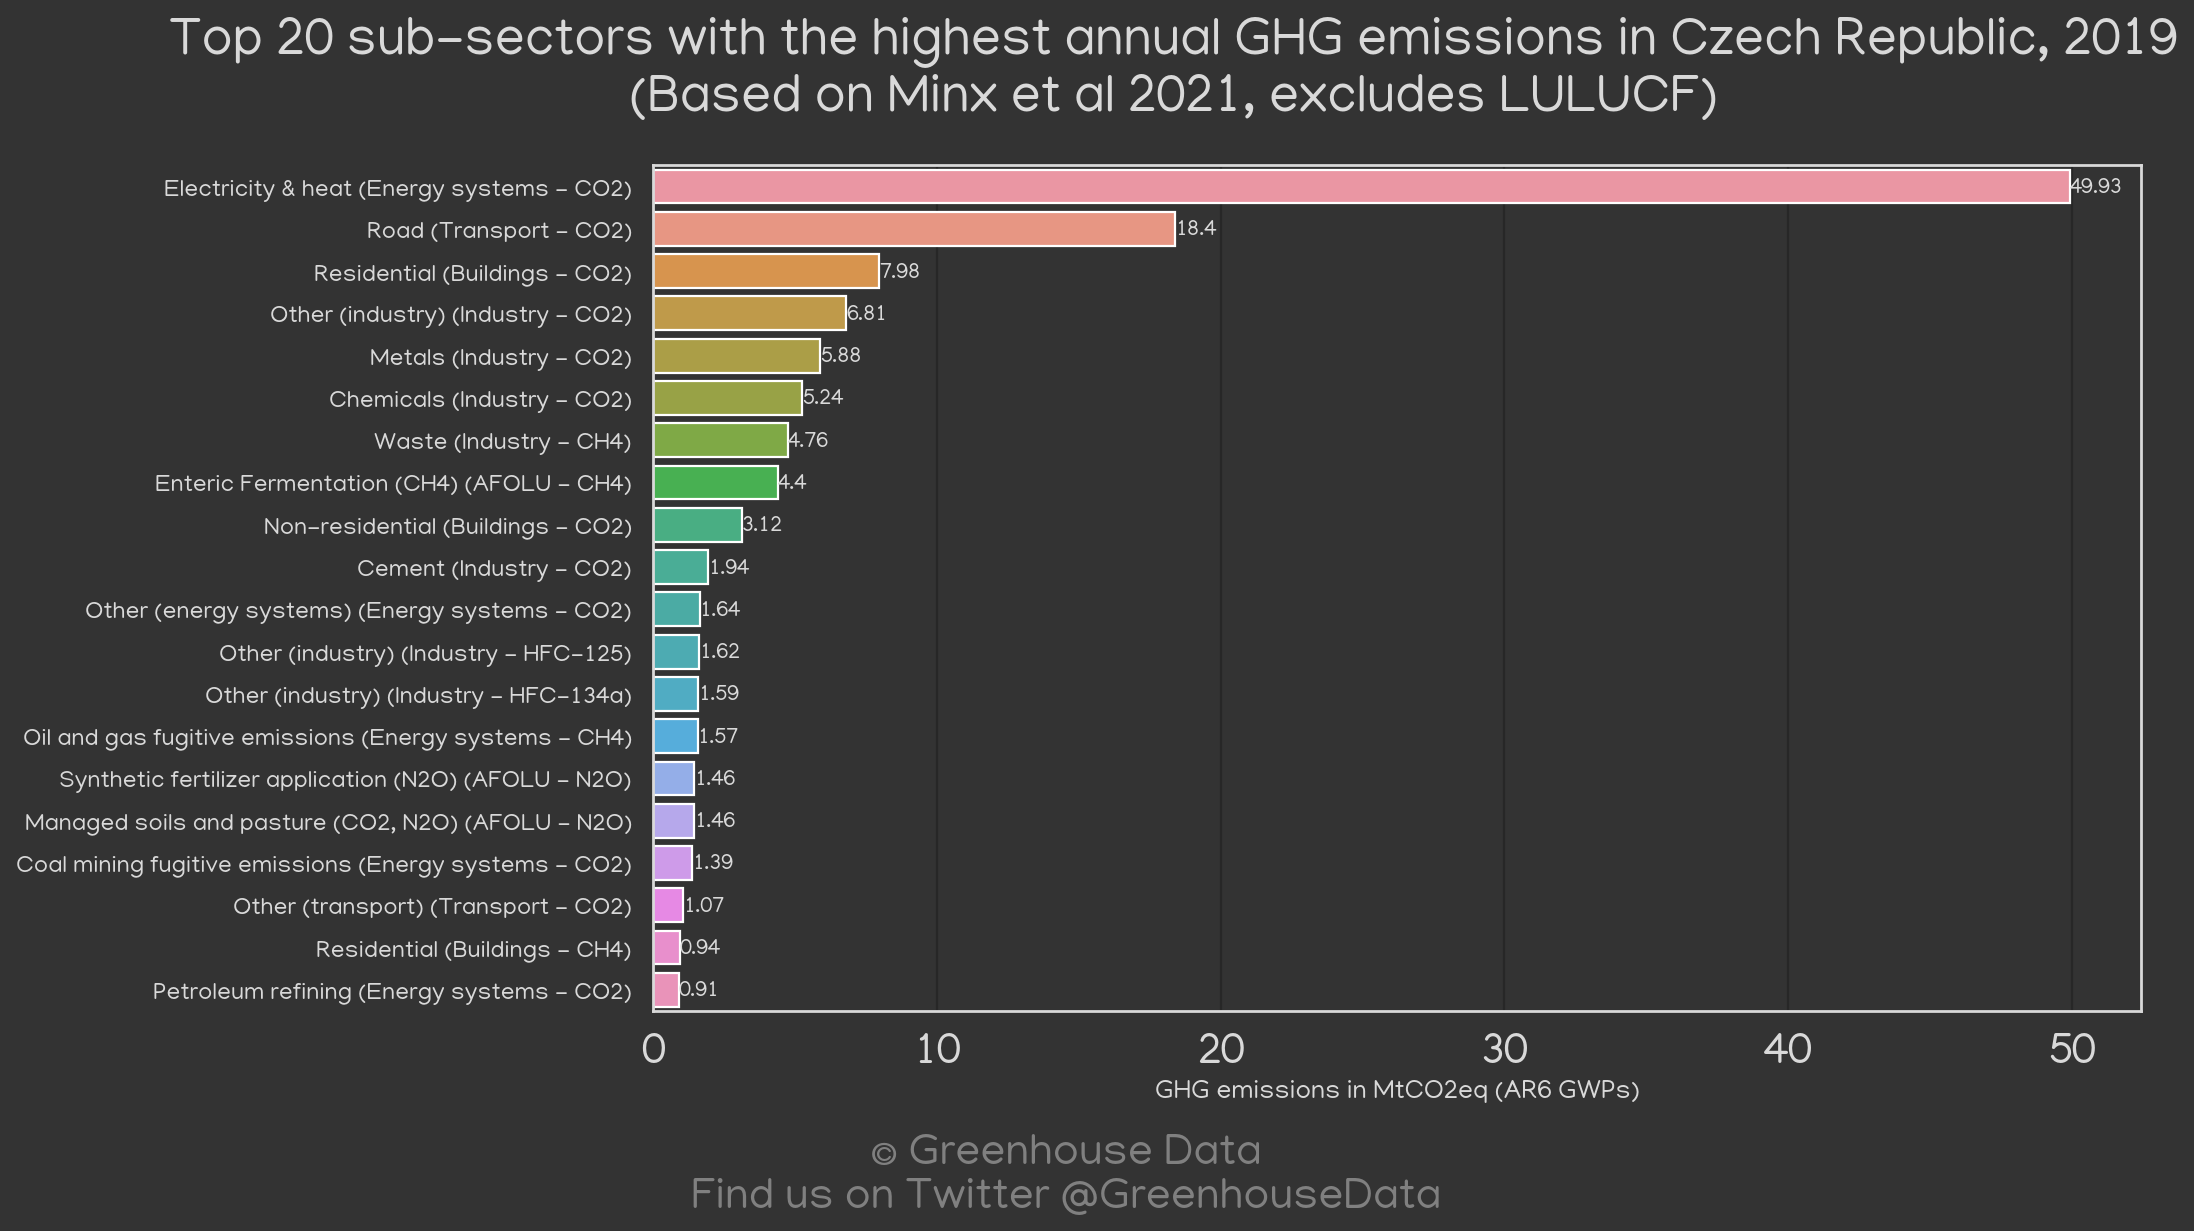 Top 20 sub-sectors with the highest annual GHG emissions in Czech Republic, 2019
(Based on Minx et al 2021, excludes LULUCF)
Electricity & heat (Energy systems - CO2) 49.93
Road (Transport - CO2) 18.4
Residential (Buildings - CO2) 7.98
Other (industry) (Industry - CO2) 6.81
Metals (Industry - CO2) 5.88
Chemicals (Industry - CO2) 5.24
Waste (Industry - CH4) 4.76
Enteric Fermentation (CH4) (AFOLU - CH4) 4.4
Non-residential (Buildings - CO2) 3.12
Cement (Industry - CO2) 1.94
Other (energy systems) (Energy systems - CO2) 1.64
Other (industry) (Industry - HFC-125) 1.62
Other (industry) (Industry - HFC-134a) 1.59
Oil and gas fugitive emissions (Energy systems - CH4) 1.57
Synthetic fertilizer application (N2O) (AFOLU - N2O) 1.46
Managed soils and pasture (CO2, N2O) (AFOLU - N2O) 1.46
Coal mining fugitive emissions (Energy systems - CO2) 1.39
Other (transport) (Transport - CO2) 1.07
Residential (Buildings - CH4) 0.94
Petroleum refining (Energy systems - CO2) 0.91
0 10 20 30 40 50
GHG emissions in MtCO2eq (AR6 GWPs)
© Greenhouse Data
Find us on Twitter @GreenhouseData